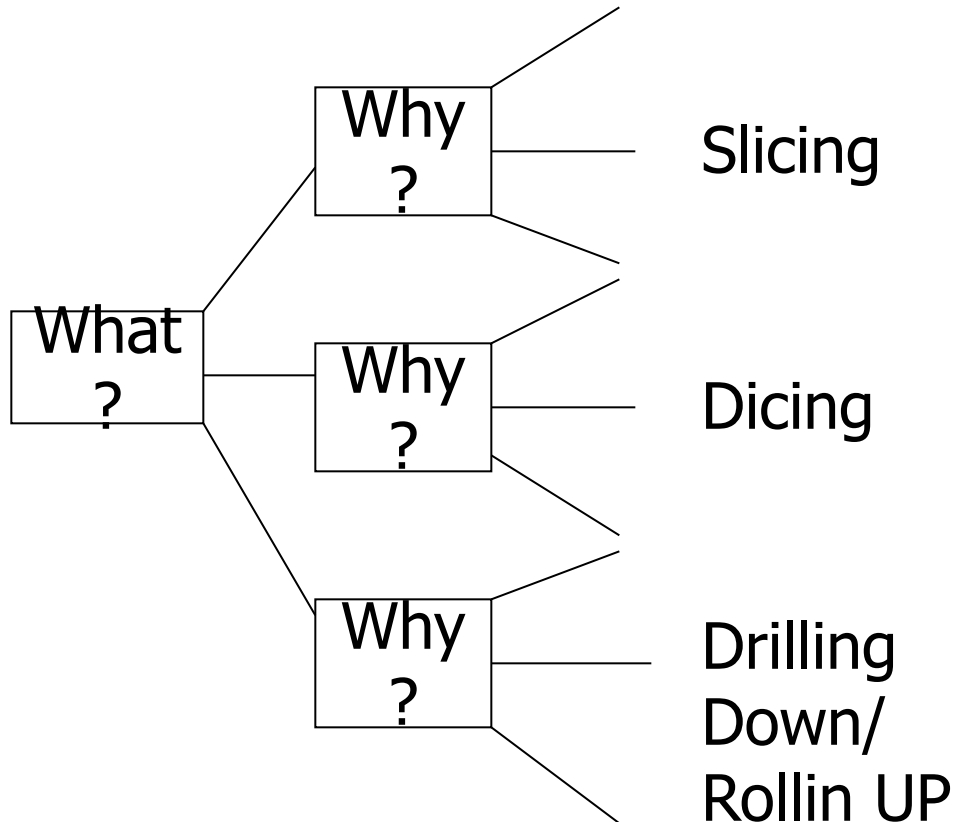 Why
?
Slicing
What
?
Why
?
Dicing
Why
?
Drilling
Down/
Rollin UP